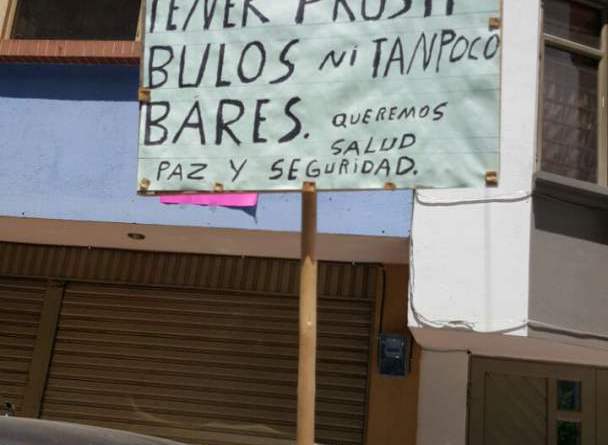 TENER PROSTI
BULOS Ni TANPOCO
BARES. QUEREMOS
SALUD
PAZ Y SEGURIDAD.